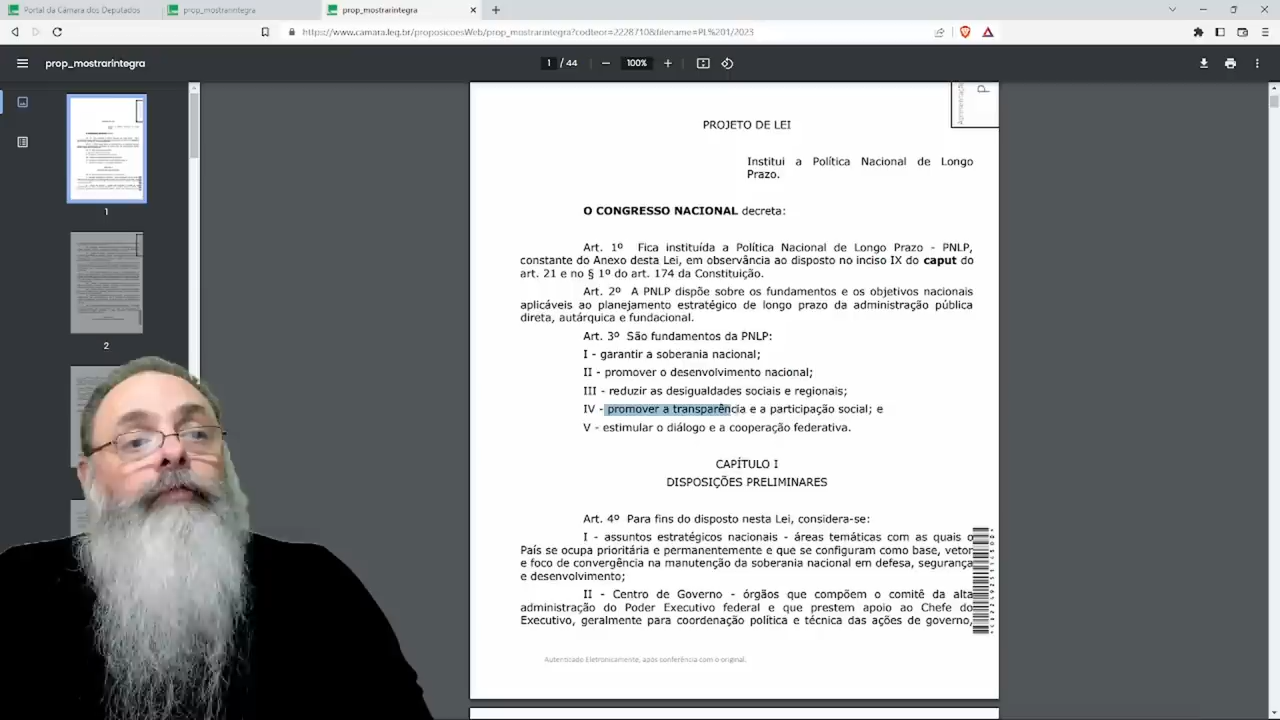 Portal da Câmara dos Deputados
prop_mostrarintegra
prop_mostrarintegra
https://www.camara.leg.br/proposicoesWeb/prop_mostrarintegra?codteor=2228710&filename=PL%201/2023
prop_mostrarintegra
1 / 44
100%
PROJETO DE LEI
Institui a Política Nacional de Longo
Prazo.
O CONGRESSO NACIONAL decreta:
Art. 1º Fica instituída a Política Nacional de Longo Prazo - PNLP,
constante do Anexo desta Lei, em observância ao disposto no inciso IX do caput do
art. 21 e no § 1º do art. 174 da Constituição.
Art. 2º A PNLP dispõe sobre os fundamentos e os objetivos nacionais
aplicáveis ao planejamento estratégico de longo prazo da administração pública
direta, autárquica e fundacional.
Art. 3º São fundamentos da PNLP:
I - garantir a soberania nacional;
II - promover o desenvolvimento nacional;
III - reduzir as desigualdades sociais e regionais;
IV - promover a transparência e a participação social; e
V - estimular o diálogo e a cooperação federativa.
CAPÍTULO I
DISPOSIÇÕES PRELIMINARES
Art. 4º Para fins do disposto nesta Lei, considera-se:
I - assuntos estratégicos nacionais - áreas temáticas com as quais o
País se ocupa prioritária e permanentemente e que se configuram como base, vetor
e foco de convergência na manutenção da soberania nacional em defesa, segurança
e desenvolvimento;
II - Centro de Governo - órgãos que compõem o comitê da alta
administração do Poder Executivo federal e que prestem apoio ao Chefe do
Executivo, geralmente para coordenação política e técnica das ações de governo,
Autenticado Eletronicamente, após conferência com o original.
1
2